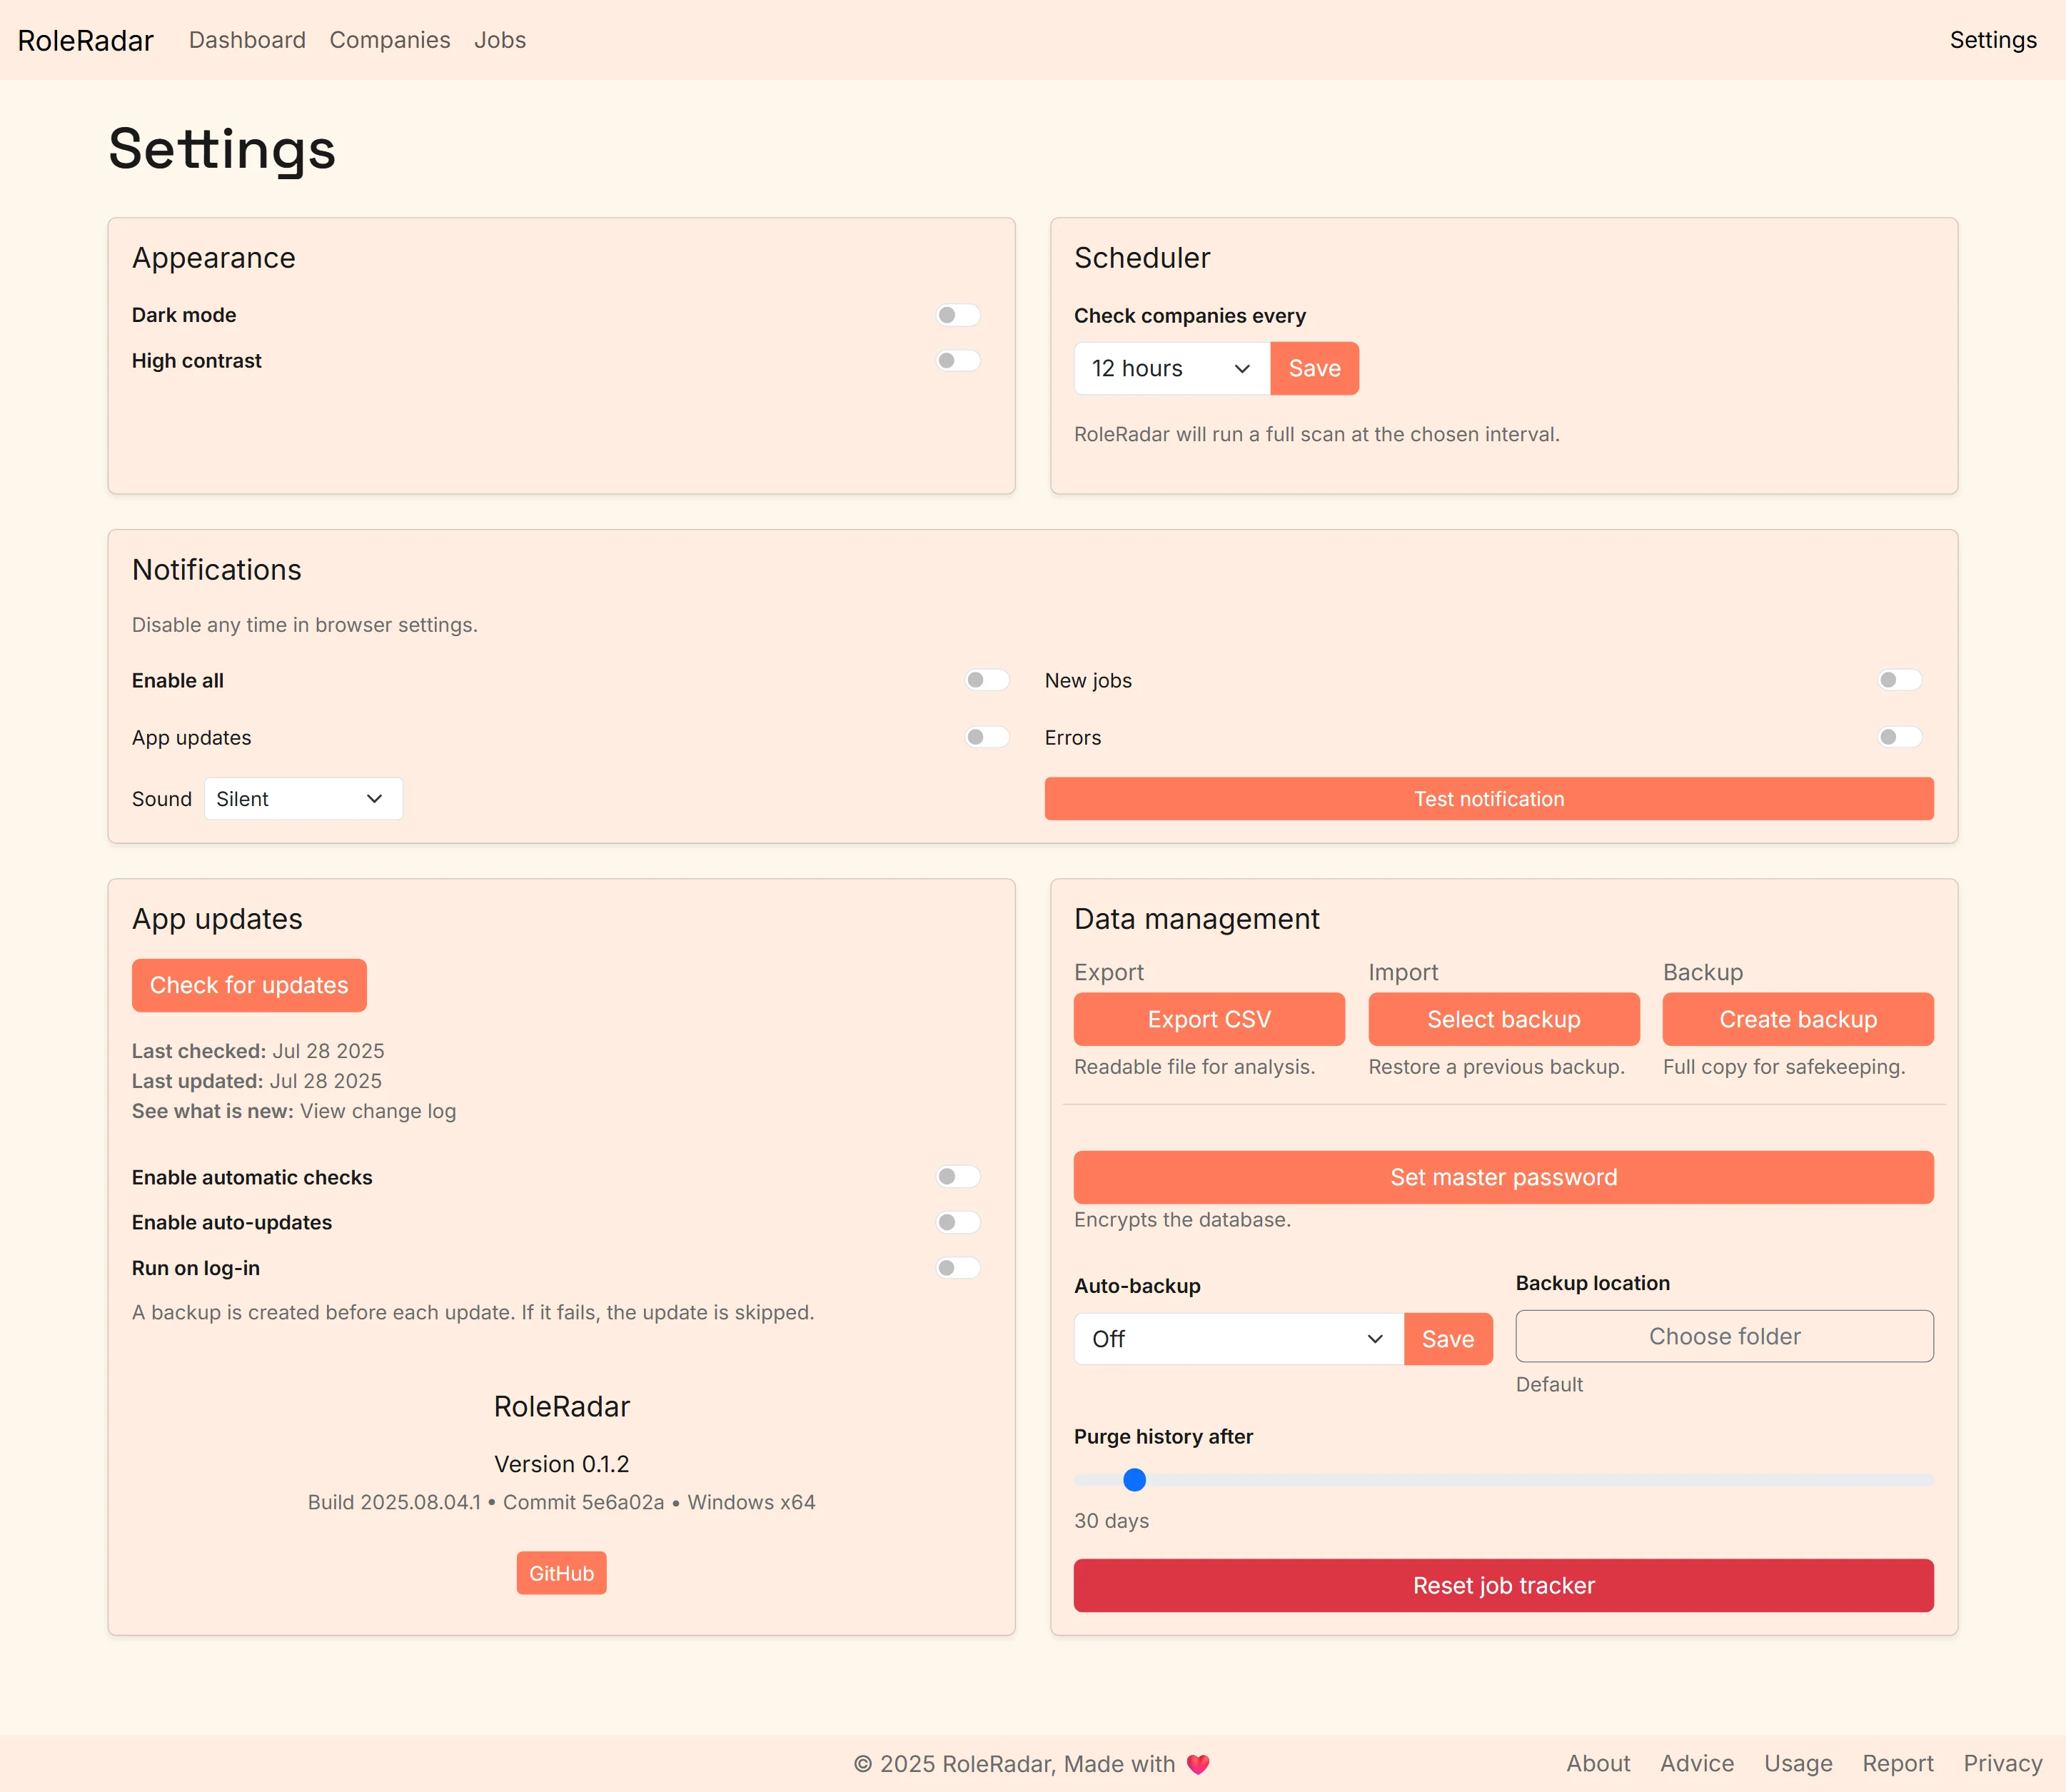 RoleRadar Dashboard Companies Jobs Settings
Settings
Appearance
Dark mode
High contrast
Scheduler
Check companies every
12 hours Save
RoleRadar will run a full scan at the chosen interval.
Notifications
Disable any time in browser settings.
Enable all
New jobs
App updates
Errors
Sound Silent
Test notification
App updates
Check for updates
Last checked: Jul 28 2025
Last updated: Jul 28 2025
See what is new: View change log
Enable automatic checks
Enable auto-updates
Run on log-in
A backup is created before each update. If it fails, the update is skipped.
RoleRadar
Version 0.1.2
Build 2025.08.04.1 • Commit 5e6a02a • Windows x64
GitHub
Data management
Export Import Backup
Export CSV Select backup Create backup
Readable file for analysis. Restore a previous backup. Full copy for safekeeping.
Set master password
Encrypts the database.
Auto-backup
Off Save
Backup location
Choose folder
Default
Purge history after
30 days
Reset job tracker
© 2025 RoleRadar, Made with ❤️ About Advice Usage Report Privacy